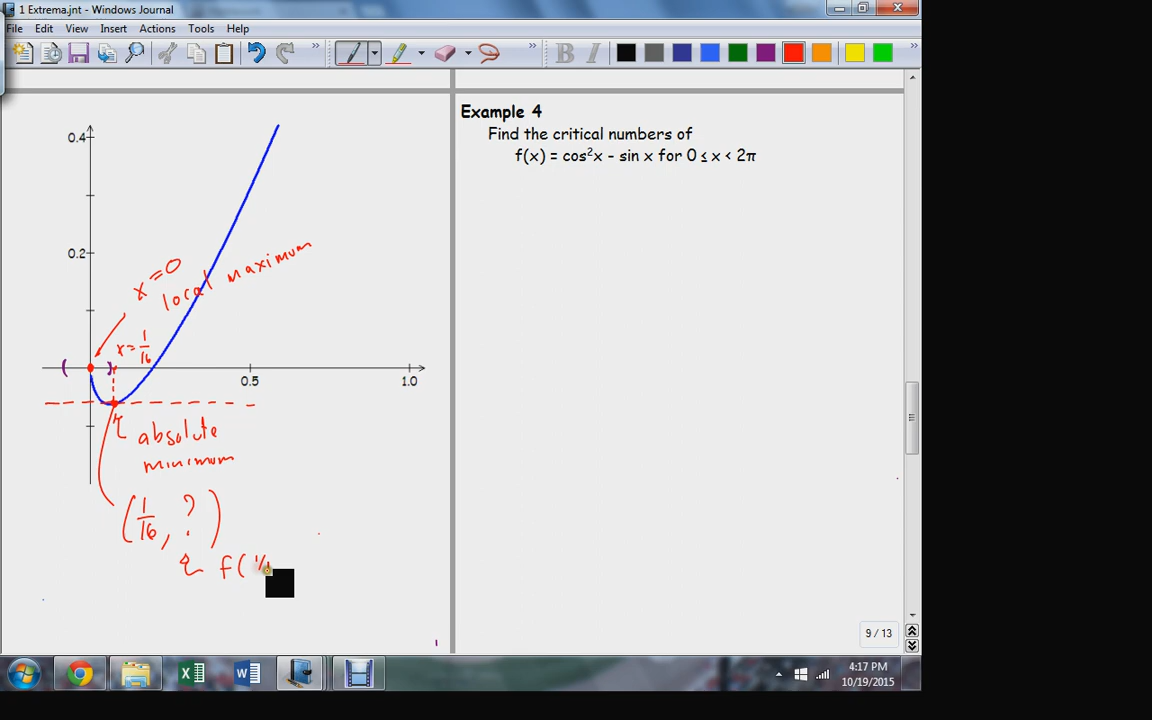 1 Extrema.jnt - Windows Journal
File Edit View Insert Actions Tools Help
B I
0.4
0.2
0.5
1.0
x=0
local maximum
x=1/16
absolute
minimum
(1/16, ?)
f(1/
Example 4
Find the critical numbers of
f(x) = cos²x - sin x for 0 ≤ x < 2π
9 / 13
4:17 PM
10/19/2015